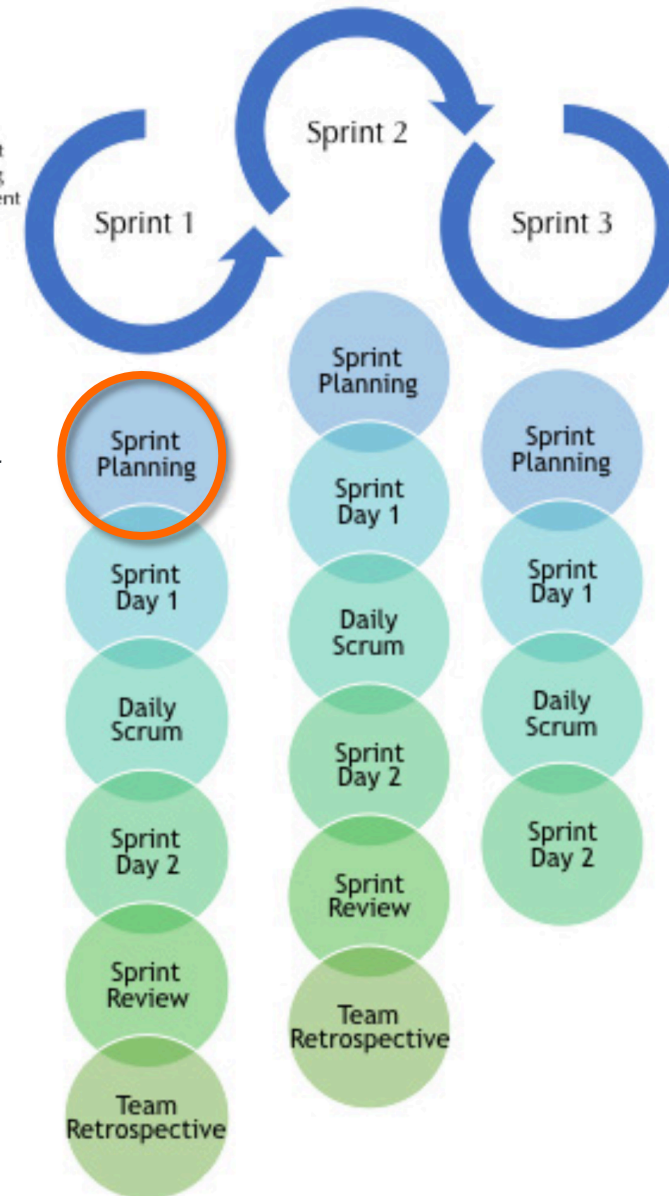 Sprint 1
Sprint 2
Sprint 3
Sprint
Planning
Sprint
Day 1
Daily
Scrum
Sprint
Day 2
Sprint
Review
Team
Retrospective
Sprint
Planning
Sprint
Day 1
Daily
Scrum
Sprint
Day 2
Sprint
Review
Team
Retrospective
Sprint
Planning
Sprint
Day 1
Daily
Scrum
Sprint
Day 2